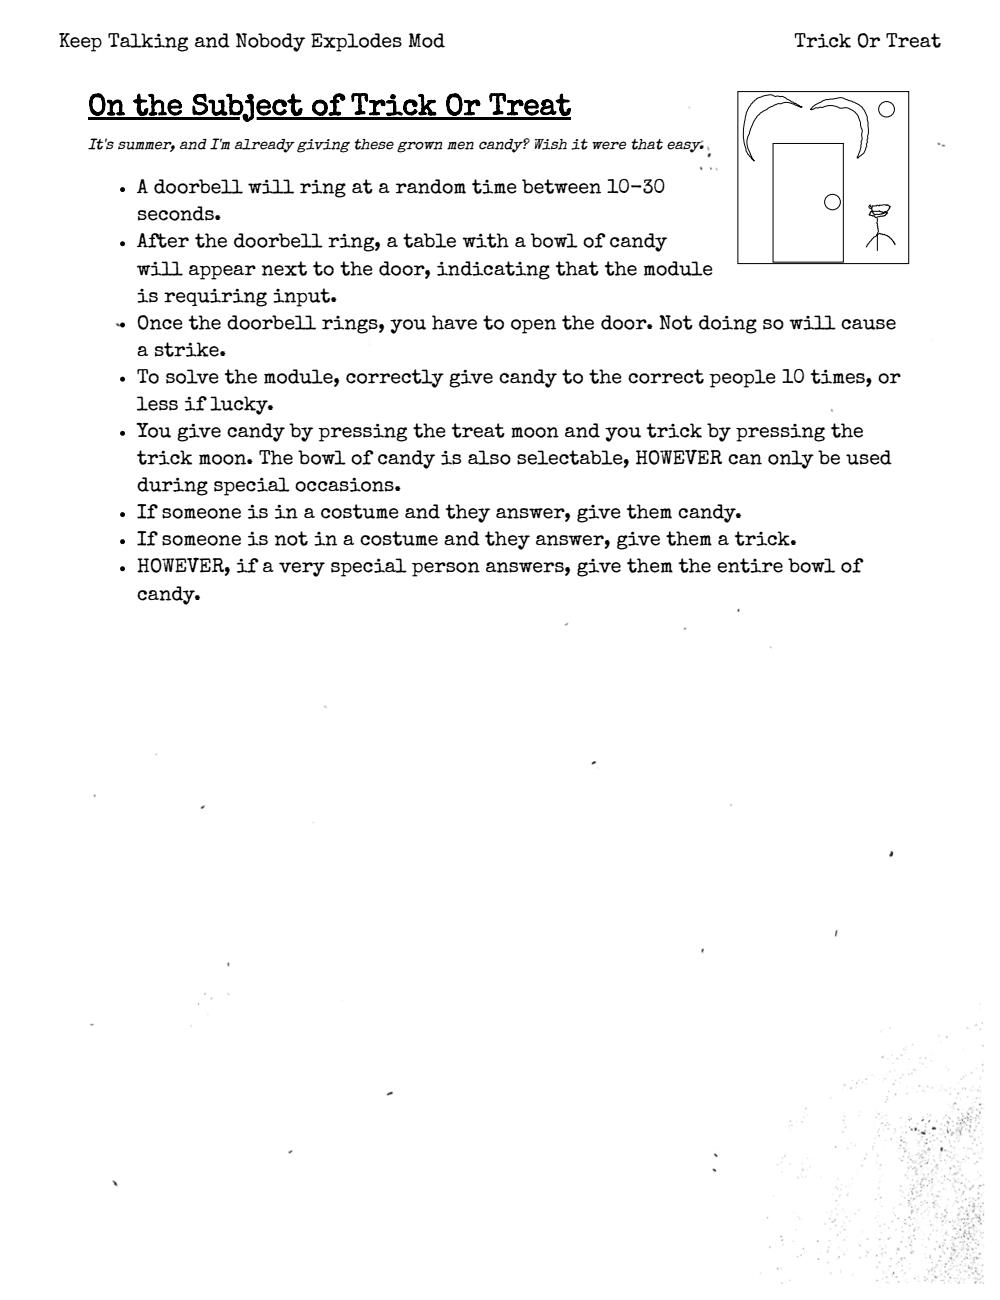 Keep Talking and Nobody Explodes Mod
Trick Or Treat
On the Subject of Trick Or Treat
It's summer, and I'm already giving these grown men candy? Wish it were that easy.
• A doorbell will ring at a random time between 10-30
seconds.
• After the doorbell ring, a table with a bowl of candy
will appear next to the door, indicating that the module
is requiring input.
• Once the doorbell rings, you have to open the door. Not doing so will cause
a strike.
• To solve the module, correctly give candy to the correct people 10 times, or
less if lucky.
• You give candy by pressing the treat moon and you trick by pressing the
trick moon. The bowl of candy is also selectable, HOWEVER can only be used
during special occasions.
• If someone is in a costume and they answer, give them candy.
• If someone is not in a costume and they answer, give them a trick.
• HOWEVER, if a very special person answers, give them the entire bowl of
candy.